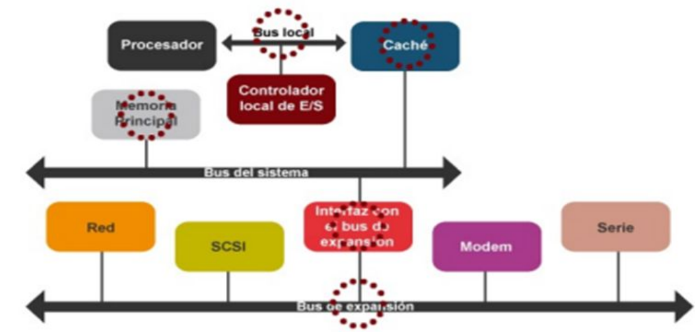 Bus local
Procesador
Caché
Controlador
local de E/S
Memoria
Principal
Bus del sistema
Red
SCSI
Interfaz con
el bus de
expansión
Modem
Serie
Bus de expansión